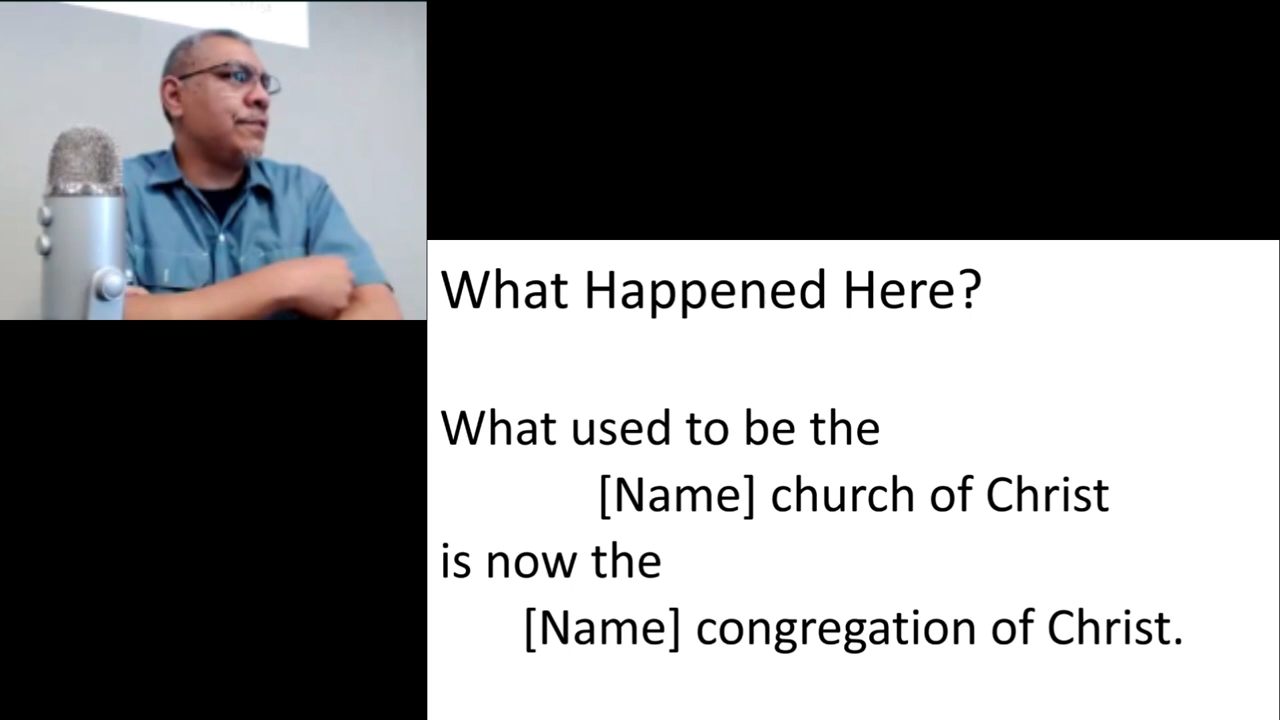 What Happened Here?
What used to be the
[Name] church of Christ
is now the
[Name] congregation of Christ.